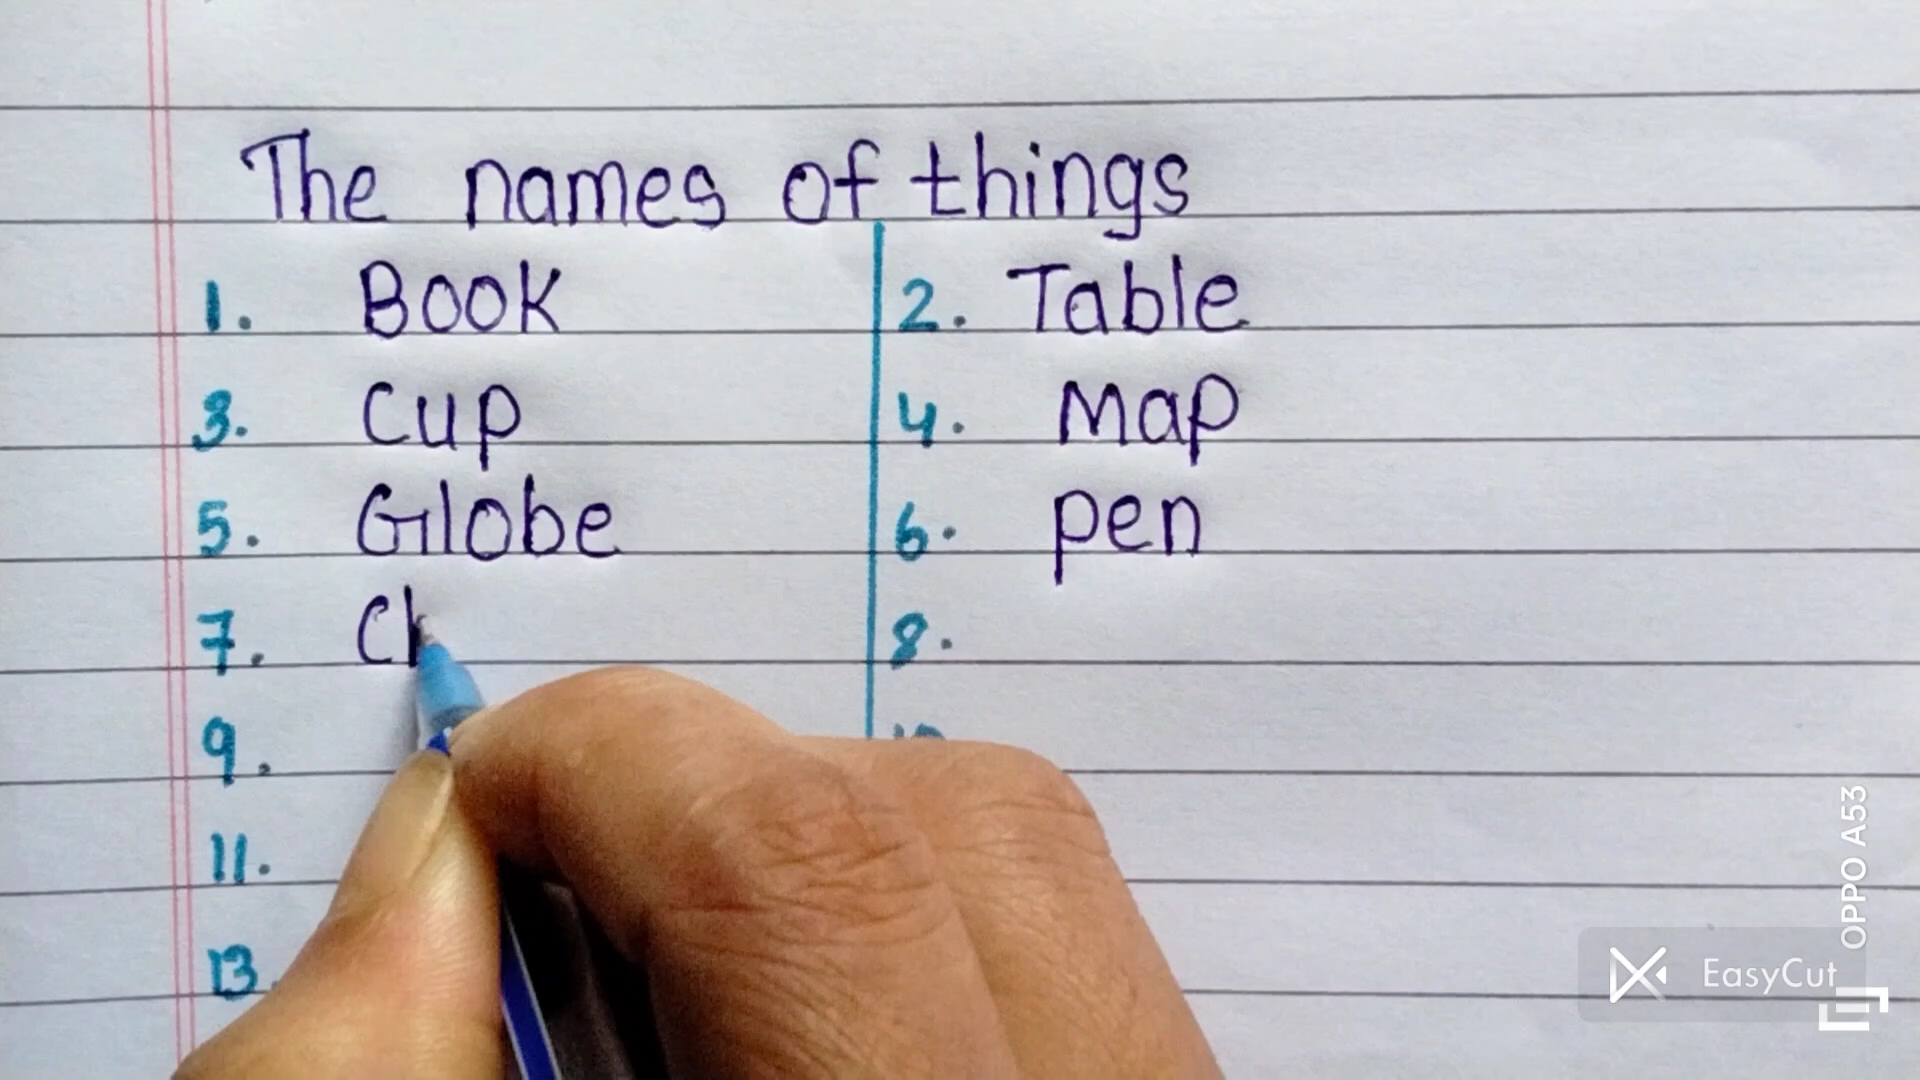 The names of things
1. Book 2. Table
3. Cup 4. Map
5. Globe 6. pen
7. Ch 8.
9.
11.
13.
OPPO A53
EasyCut